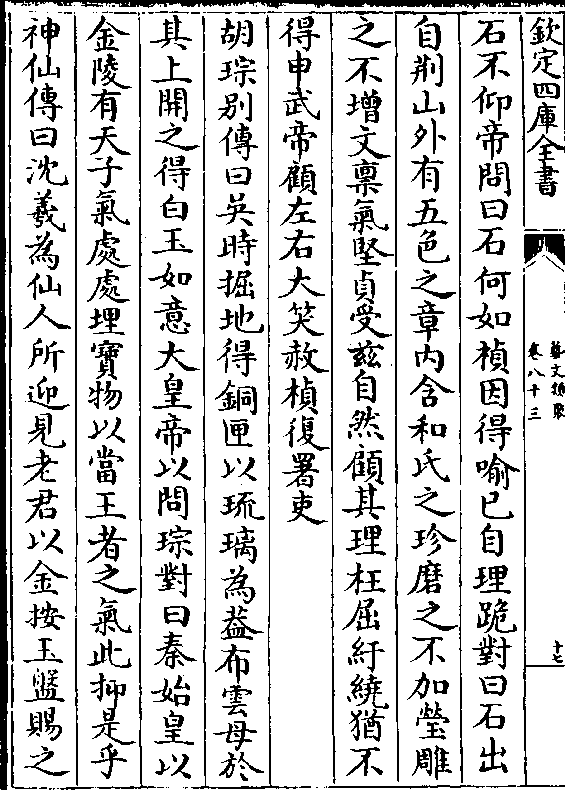 欽定四庫全書
藝文類聚
卷八十三
十七
石不仰帝問曰石何如楨因得喻已自理跪對曰石出
自荆山外有五色之章内含和氏之珍磨之不加瑩雕
之不增文禀氣堅貞受兹自然顧其理枉屈紆繞猶不
得申武帝顧左右大笑赦楨復署吏
胡琮别傳曰吳時掘地得銅匣以琉璃為葢布雲母於
其上開之得白玉如意大皇帝以問琮對曰秦始皇以
金陵有天子氣處處埋寳物以當王者之氣此抑是乎
神仙傳曰沈羲為仙人所迎見老君以金按玉盤賜之